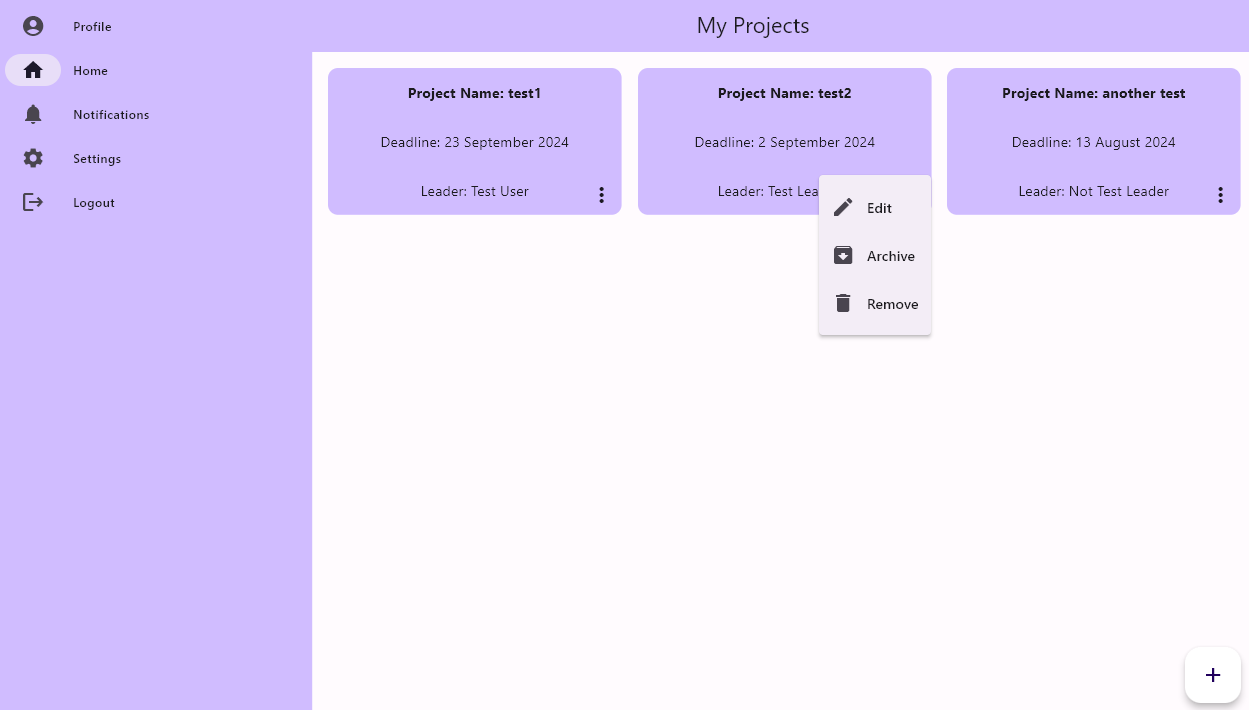 Profile
Home
Notifications
Settings
Logout
My Projects
Project Name: test1
Deadline: 23 September 2024
Leader: Test User
Project Name: test2
Deadline: 2 September 2024
Leader: Test
Project Name: another test
Deadline: 13 August 2024
Leader: Not Test Leader
Edit
Archive
Remove